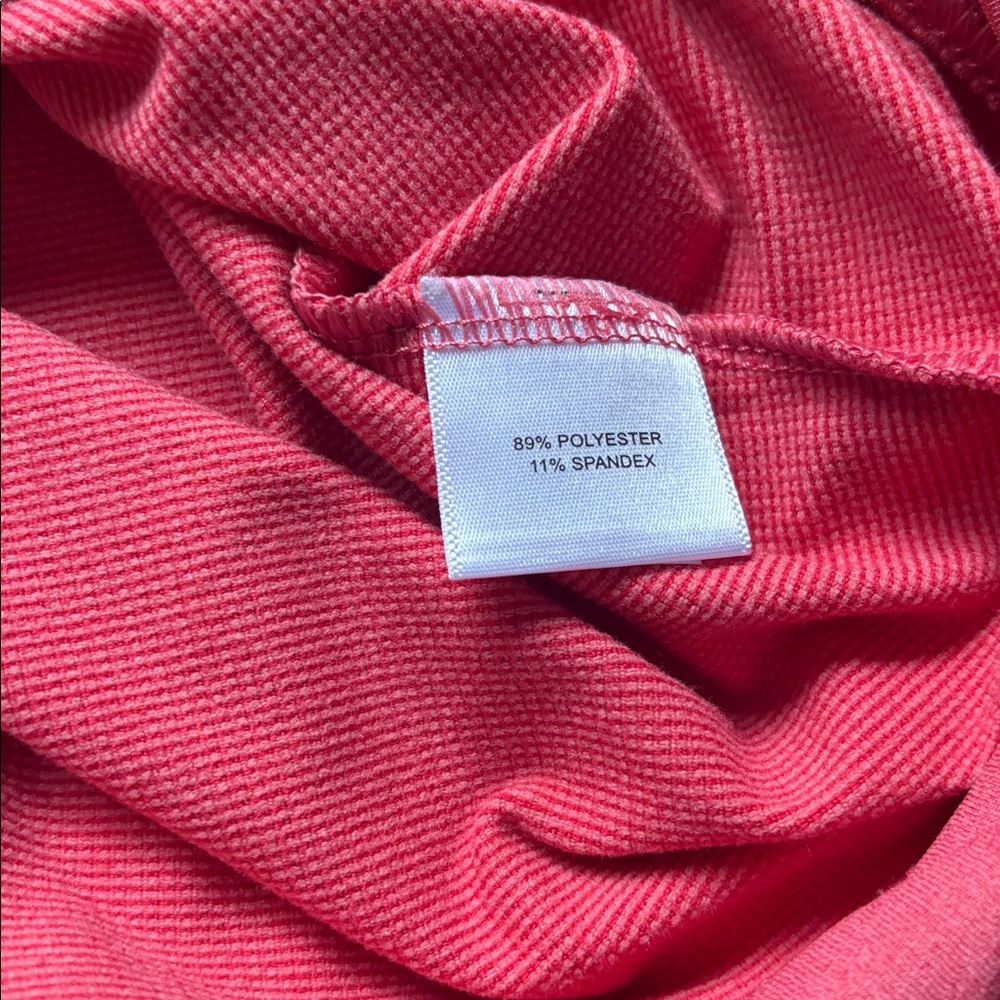 89% POLYESTER
11% SPANDEX